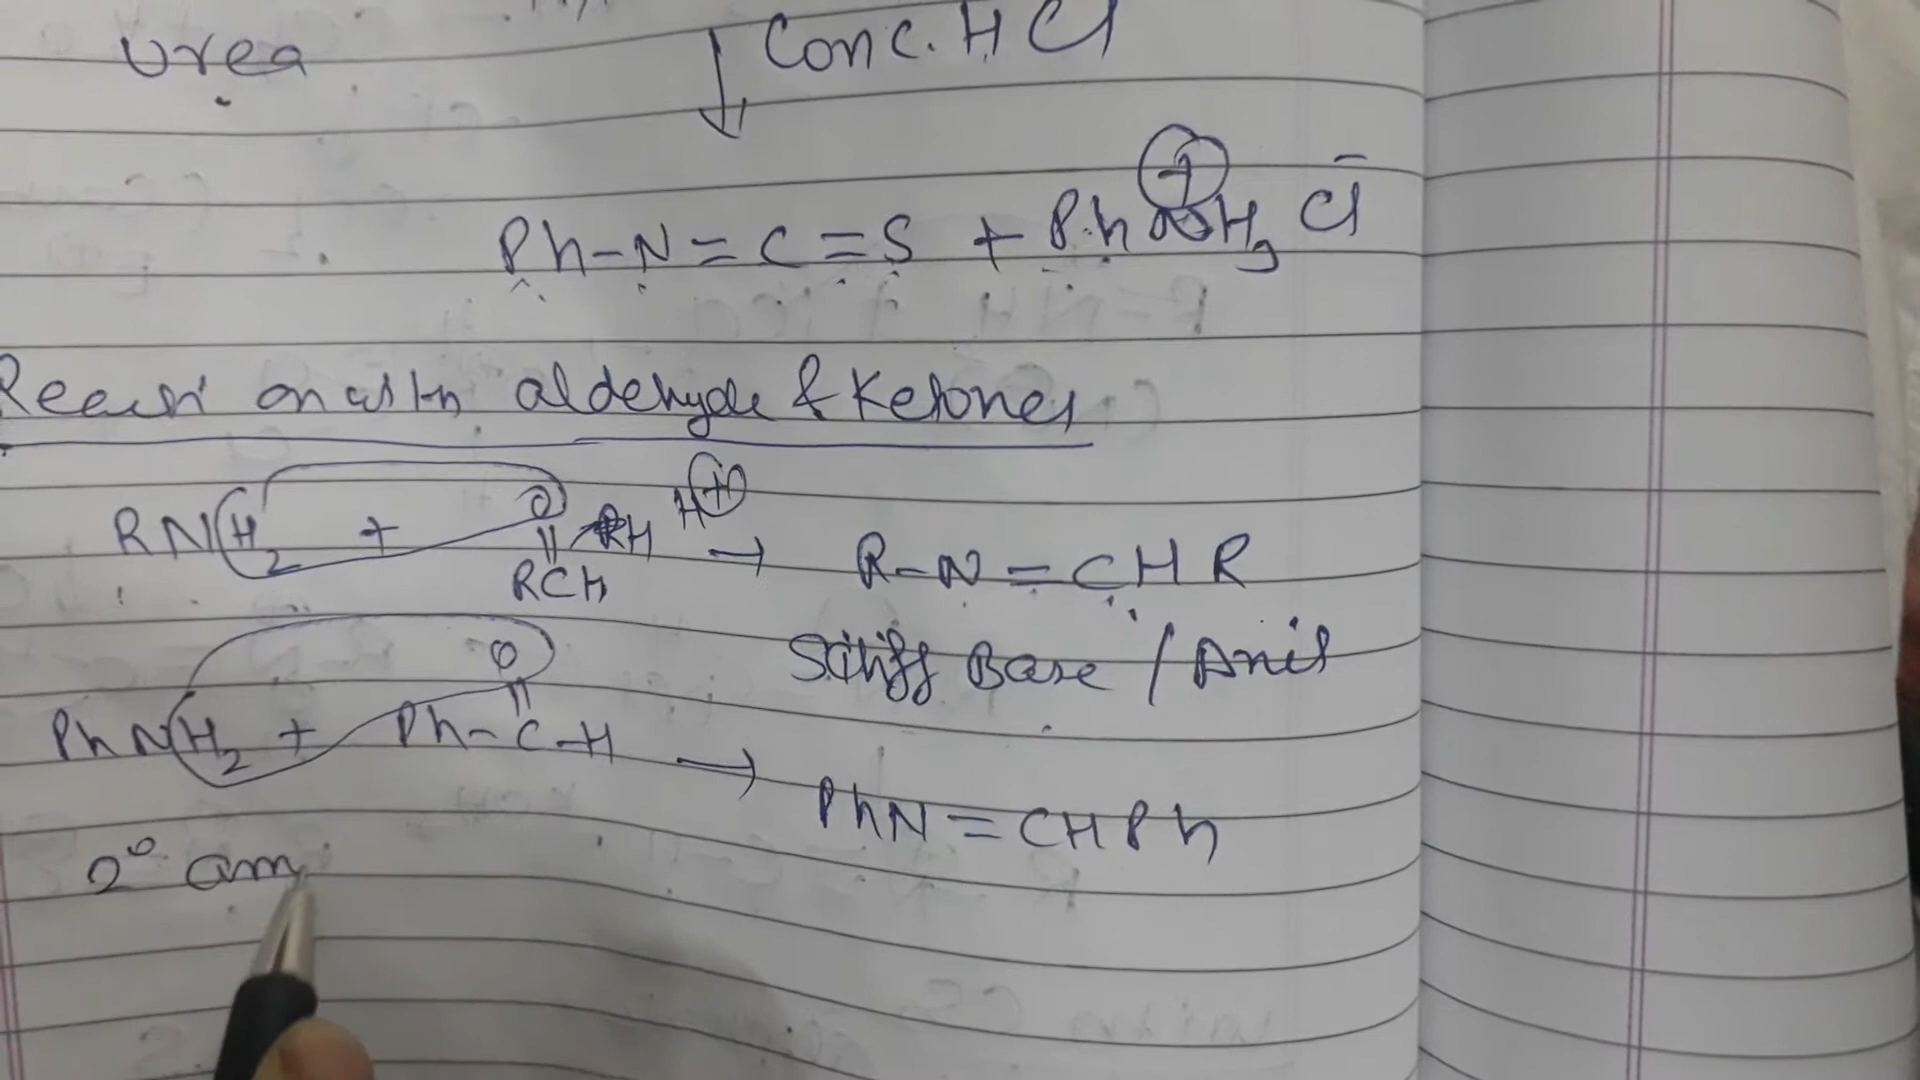 Urea
↓ Conc. HCl
Ph-N=C=S + PhNH3 Cl
+ -
Reaction with aldehyde & Ketones
RNH2 + RCH H+ → R-N=CHR
O
||
Schiff Base / Anil
O
||
PhNH2 + Ph-C-H → PhN=CHPh
2° am